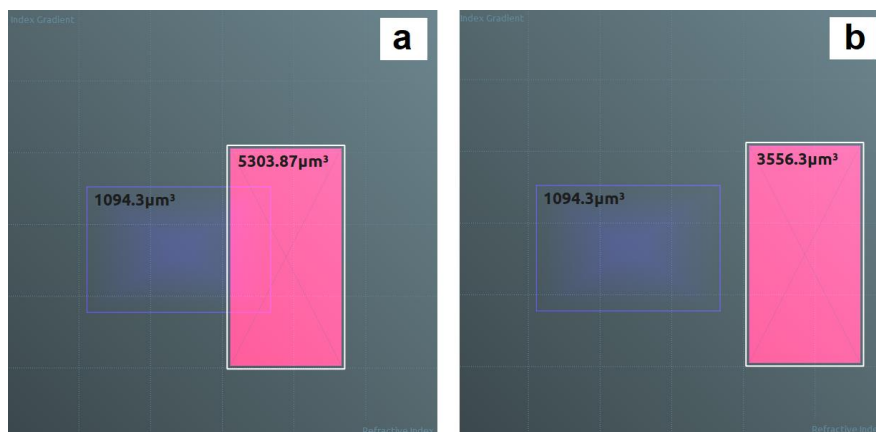 Index Gradient
a
5303.87µm³
1094.3µm³
Refractive Index
Index Gradient
b
3556.3µm³
1094.3µm³
Refractive Index